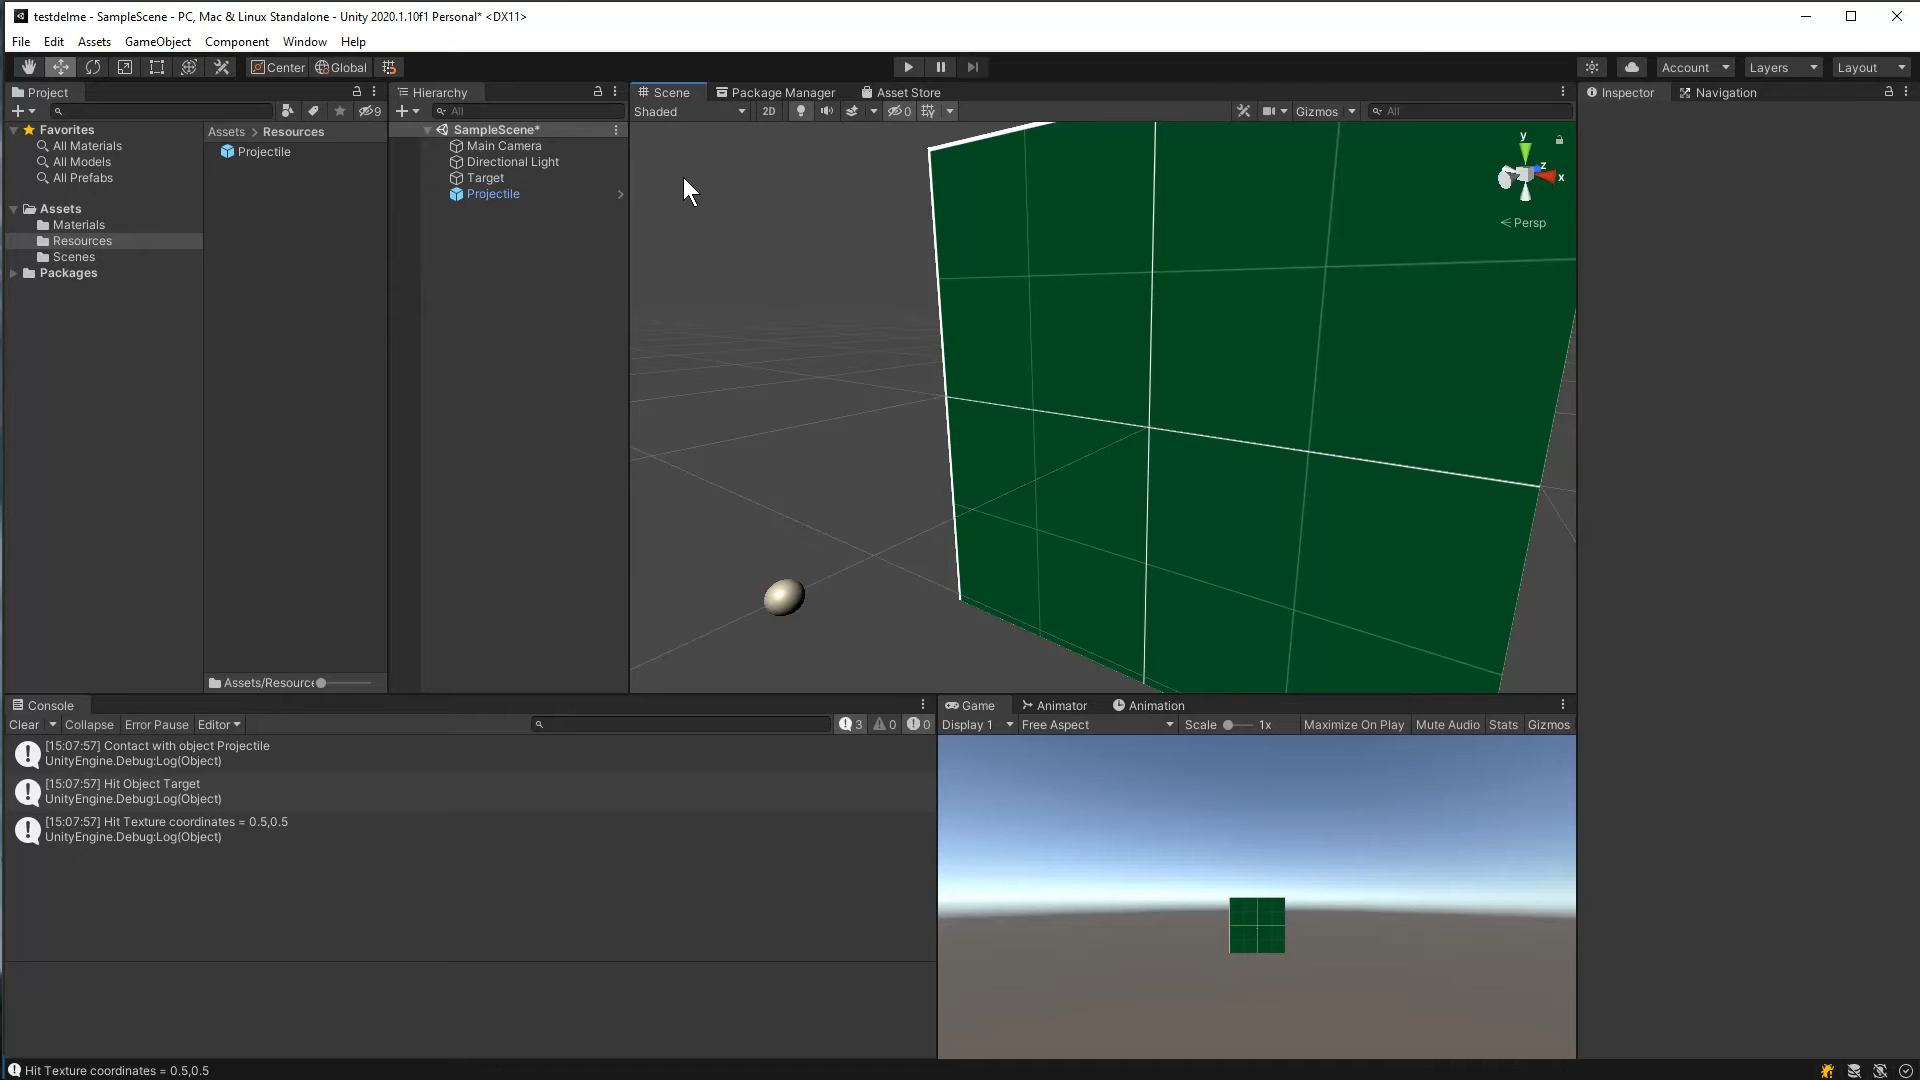 testdelme - SampleScene - PC, Mac & Linux Standalone - Unity 2020.1.10f1 Personal* <DX11>
File Edit Assets GameObject Component Window Help
Center Global Account Layers Layout
Project
9
Favorites
All Materials
All Models
All Prefabs
Assets
Materials
Resources
Scenes
Packages
Assets Resources
Projectile
Assets/Resource
Hierarchy
All
SampleScene*
Main Camera
Directional Light
Target
Projectile
Scene Package Manager Asset Store
Shaded 2D 0 Gizmos All
y
z
x
Persp
Inspector Navigation
Console
Clear Collapse Error Pause Editor 3 0 0
[15:07:57] Contact with object Projectile
UnityEngine.Debug:Log(Object)
[15:07:57] Hit Object Target
UnityEngine.Debug:Log(Object)
[15:07:57] Hit Texture coordinates = 0.5,0.5
UnityEngine.Debug:Log(Object)
Game Animator Animation
Display 1 Free Aspect Scale 1x Maximize On Play Mute Audio Stats Gizmos
Hit Texture coordinates = 0.5,0.5